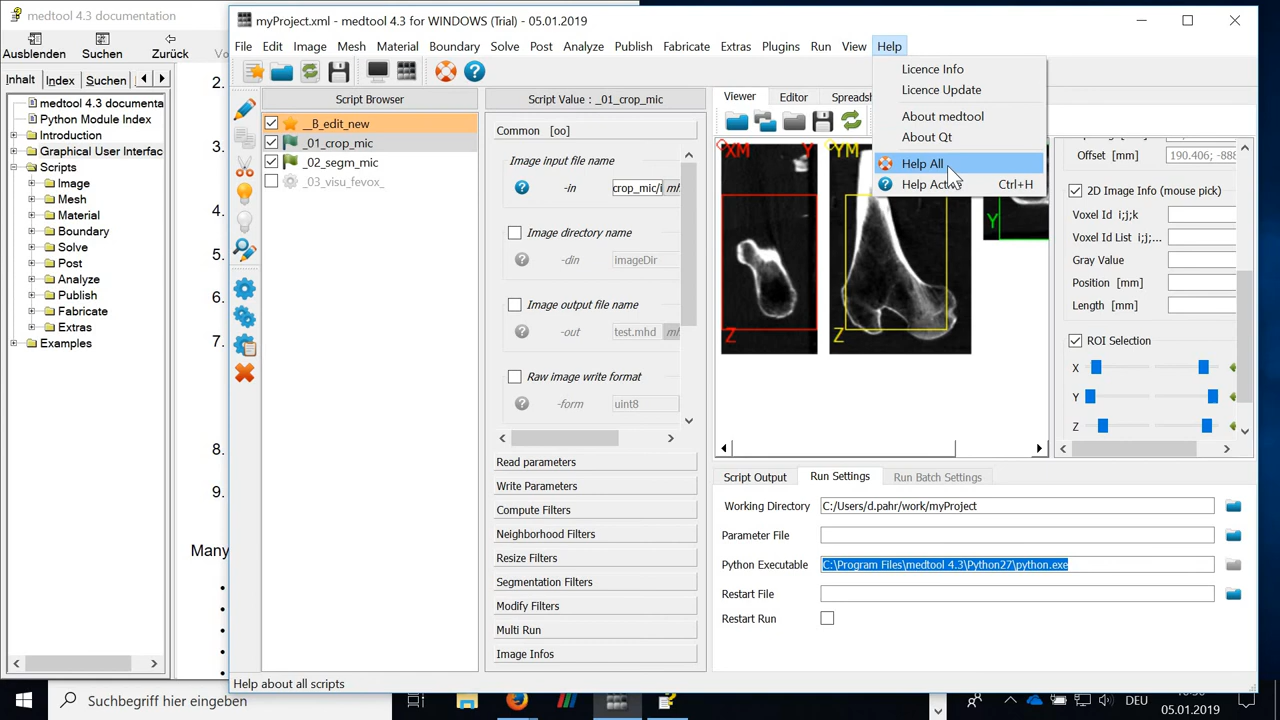 medtool 4.3 documentation
Ausblenden
Suchen
Zurück
Inhalt
Index
Suchen
medtool 4.3 documenta
Python Module Index
Introduction
Graphical User Interfac
Scripts
Image
Mesh
Material
Boundary
Solve
Post
Analyze
Publish
Fabricate
Extras
Examples
2.
3.
4.
5.
6.
7.
8.
9.
Many
myProject.xml - medtool 4.3 for WINDOWS (Trial) - 05.01.2019
File Edit Image Mesh Material Boundary Solve Post Analyze Publish Fabricate Extras Plugins Run View Help
Script Browser
__B_edit_new
_01_crop_mic
_02_segm_mic
_03_visu_fevox_
Script Value : _01_crop_mic
Common [oo]
Image input file name
-in crop_mic/i mh
Image directory name
-din imageDir
Image output file name
-out test.mhd mh
Raw image write format
-form uint8
Read parameters
Write Parameters
Compute Filters
Neighborhood Filters
Resize Filters
Segmentation Filters
Modify Filters
Multi Run
Image Infos
Viewer Editor Spreadsh
Licence Info
Licence Update
About medtool
About Qt
Help All
Help Act Ctrl+H
XM Y YM
Z Z
Y
Offset [mm] 190.406; -888
2D Image Info (mouse pick)
Voxel Id i;j;k
Voxel Id List i;j;...
Gray Value
Position [mm]
Length [mm]
ROI Selection
X
Y
Z
Script Output Run Settings Run Batch Settings
Working Directory C:/Users/d.pahr/work/myProject
Parameter File
Python Executable C:\Program Files\medtool 4.3\Python27\python.exe
Restart File
Restart Run
Help about all scripts
Suchbegriff hier eingeben
DEU
05.01.2019